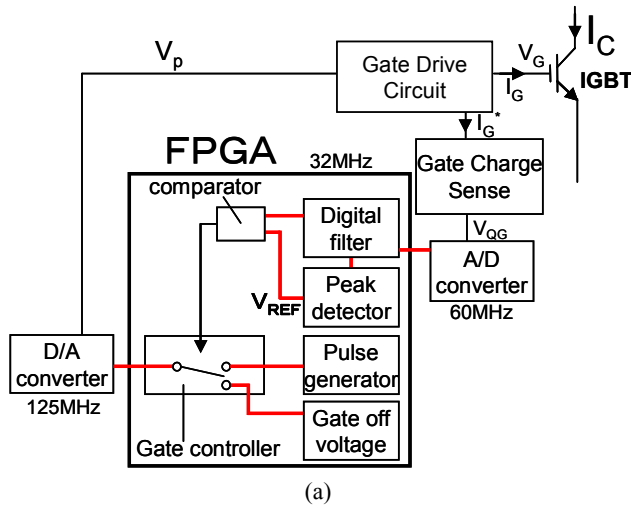 V_p
Gate Drive
Circuit
V_G
I_G
I_C
IGBT
I_G*
Gate Charge
Sense
V_QG
A/D
converter
60MHz
FPGA
32MHz
comparator
Digital
filter
Peak
detector
V_REF
D/A
converter
125MHz
Pulse
generator
Gate off
voltage
Gate controller
(a)